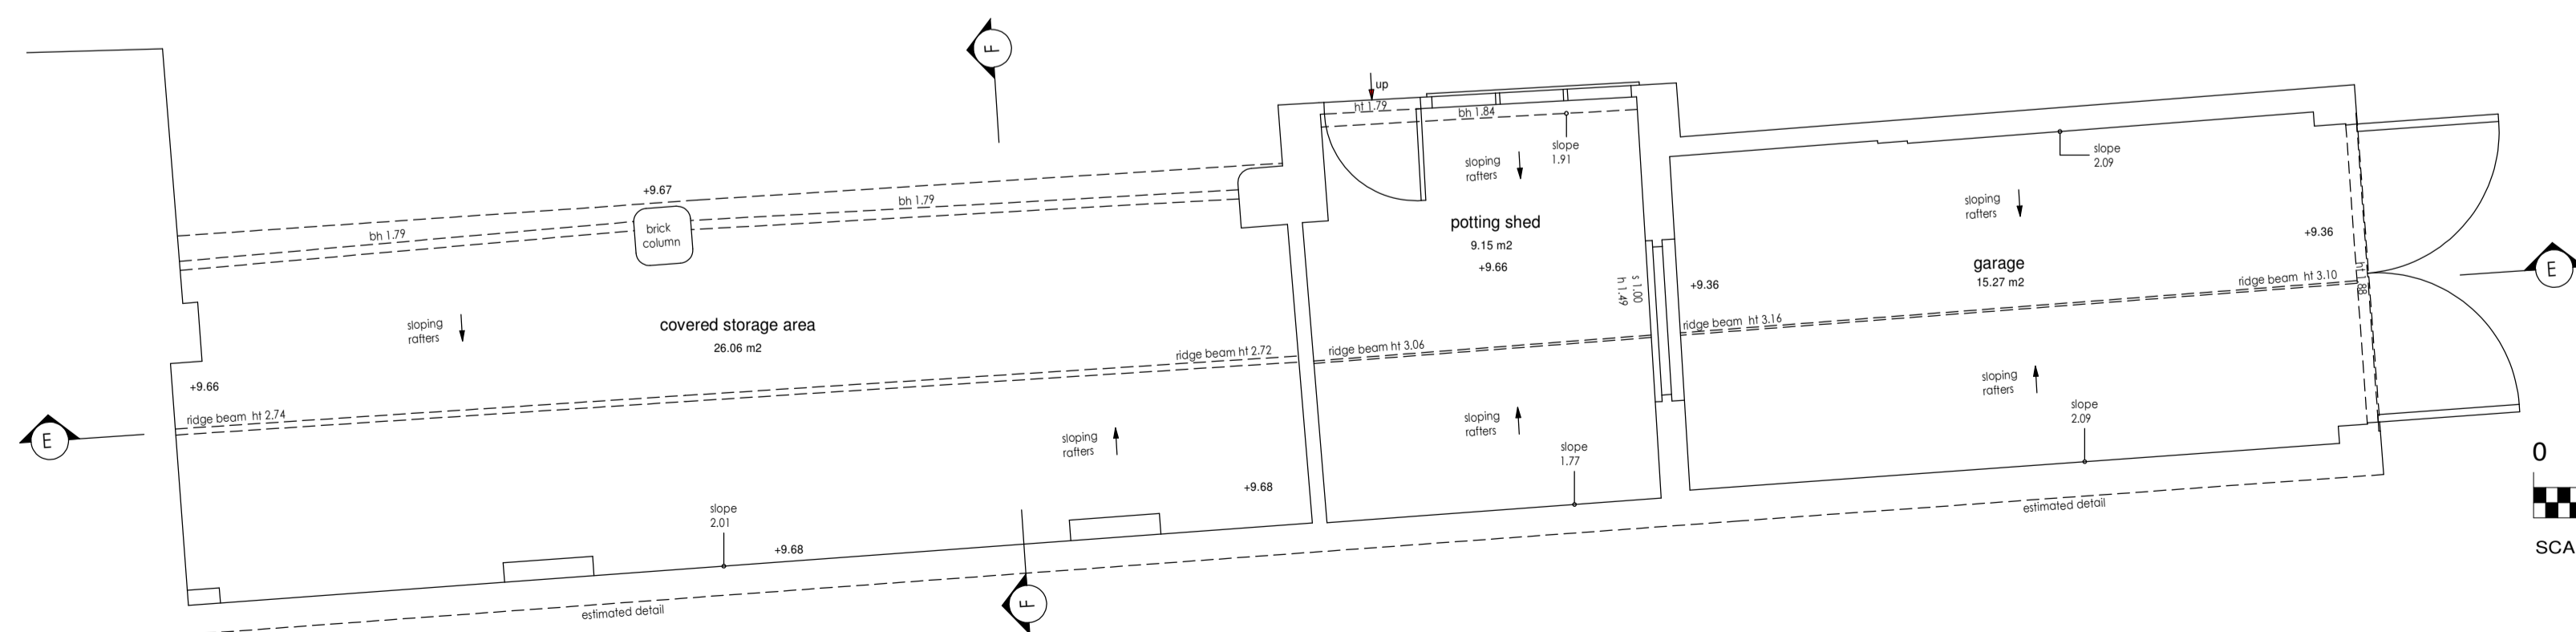 F
up
ht 1.79
bh 1.84
slope
1.91
sloping
rafters
slope
2.09
+9.67
bh 1.79
bh 1.79
brick
column
potting shed
9.15 m2
+9.66
sloping
rafters
+9.36
garage
15.27 m2
E
s 1.00
h 1.49
+9.36
ridge beam ht 3.10
ht 1.88
covered storage area
26.06 m2
sloping
rafters
ridge beam ht 2.72
ridge beam ht 3.06
ridge beam ht 3.16
+9.66
ridge beam ht 2.74
E
sloping
rafters
sloping
rafters
sloping
rafters
slope
2.09
slope
1.77
+9.68
slope
2.01
+9.68
estimated detail
estimated detail
F
0
SCA